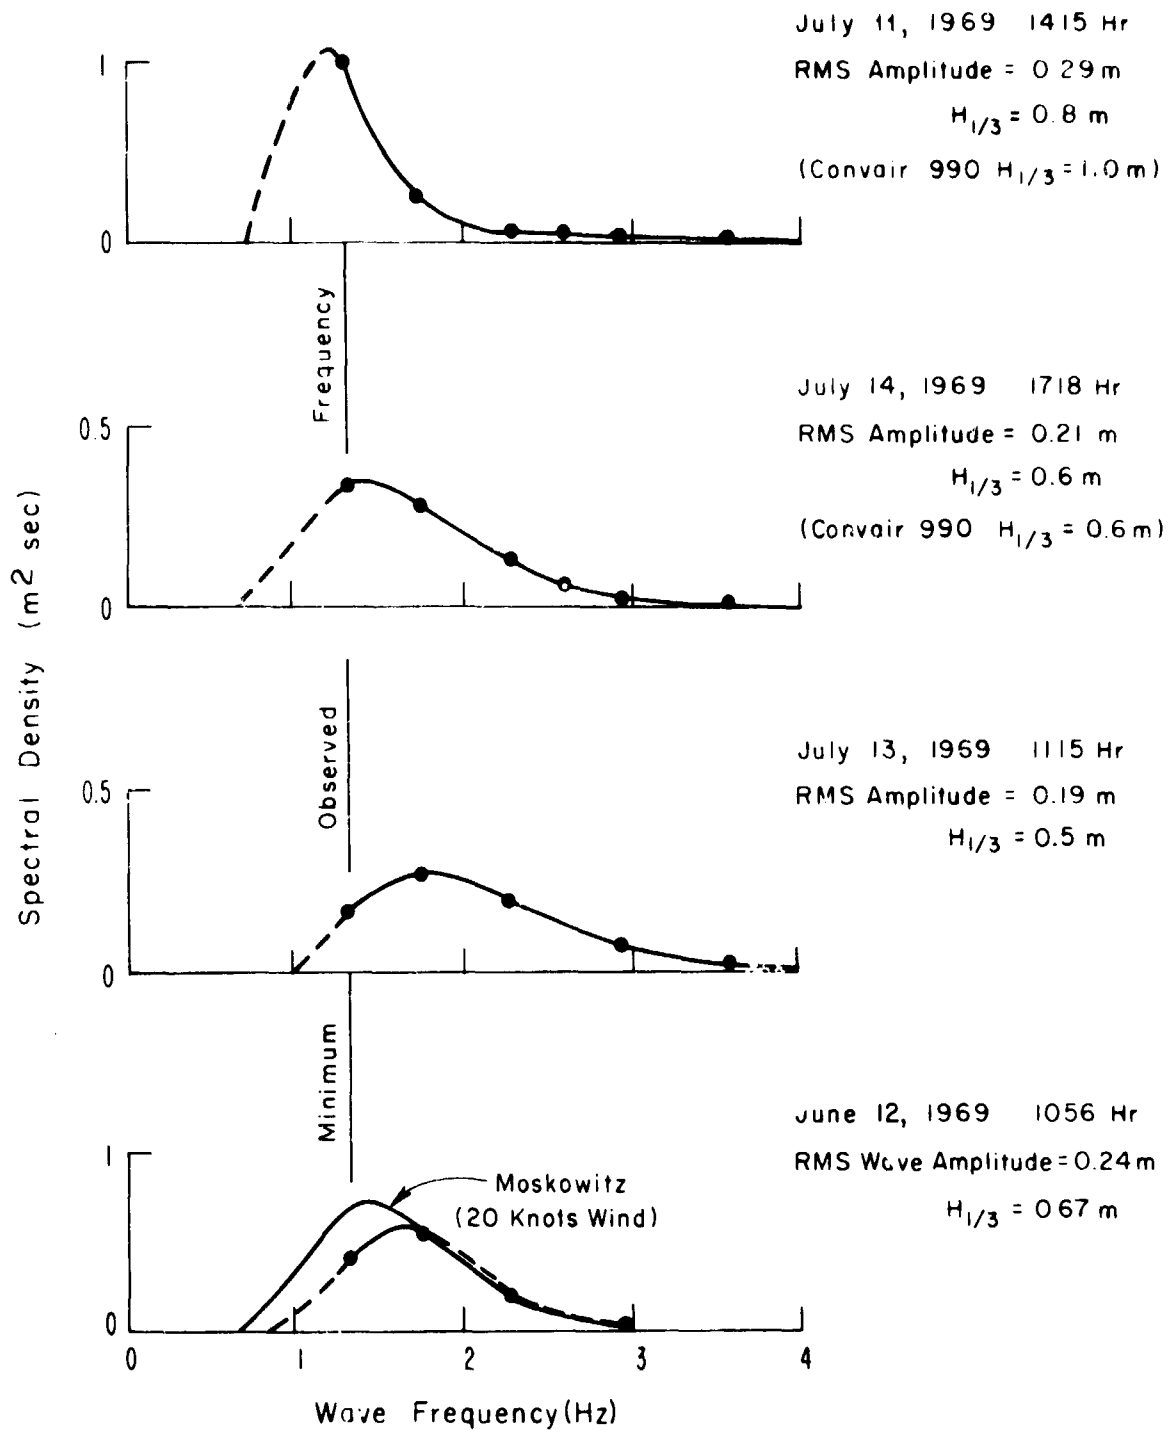 July 11, 1969 1415 Hr
RMS Amplitude = 0.29 m
H1/3 = 0.8 m
(Convair 990 H1/3 = 1.0 m)
1
0
Frequency
July 14, 1969 1718 Hr
RMS Amplitude = 0.21 m
H1/3 = 0.6 m
(Convair 990 H1/3 = 0.6 m)
0.5
0
Spectral Density (m2 sec)
Observed
July 13, 1969 1115 Hr
RMS Amplitude = 0.19 m
H1/3 = 0.5 m
0.5
0
Minimum
June 12, 1969 1056 Hr
RMS Wave Amplitude = 0.24 m
H1/3 = 0 67 m
1
Moskowitz
(20 Knots Wind)
0
0 1 2 3 4
Wave Frequency (Hz)